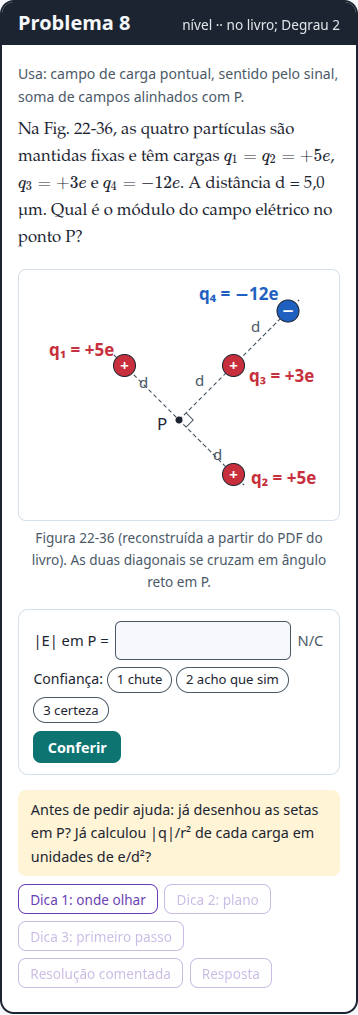 Problema 8
nível ·· no livro; Degrau 2
Usa: campo de carga pontual, sentido pelo sinal,
soma de campos alinhados com P.
Na Fig. 22-36, as quatro partículas são
mantidas fixas e têm cargas q₁ = q₂ = +5e,
q₃ = +3e e q₄ = −12e. A distância d = 5,0
µm. Qual é o módulo do campo elétrico no
ponto P?
q₄ = −12e
−
d
q₁ = +5e
+
d
d
+
q₃ = +3e
P
d
+
q₂ = +5e
Figura 22-36 (reconstruída a partir do PDF do
livro). As duas diagonais se cruzam em ângulo
reto em P.
|E| em P =
N/C
Confiança:
1 chute
2 acho que sim
3 certeza
Conferir
Antes de pedir ajuda: já desenhou as setas
em P? Já calculou |q|/r² de cada carga em
unidades de e/d²?
Dica 1: onde olhar
Dica 2: plano
Dica 3: primeiro passo
Resolução comentada
Resposta